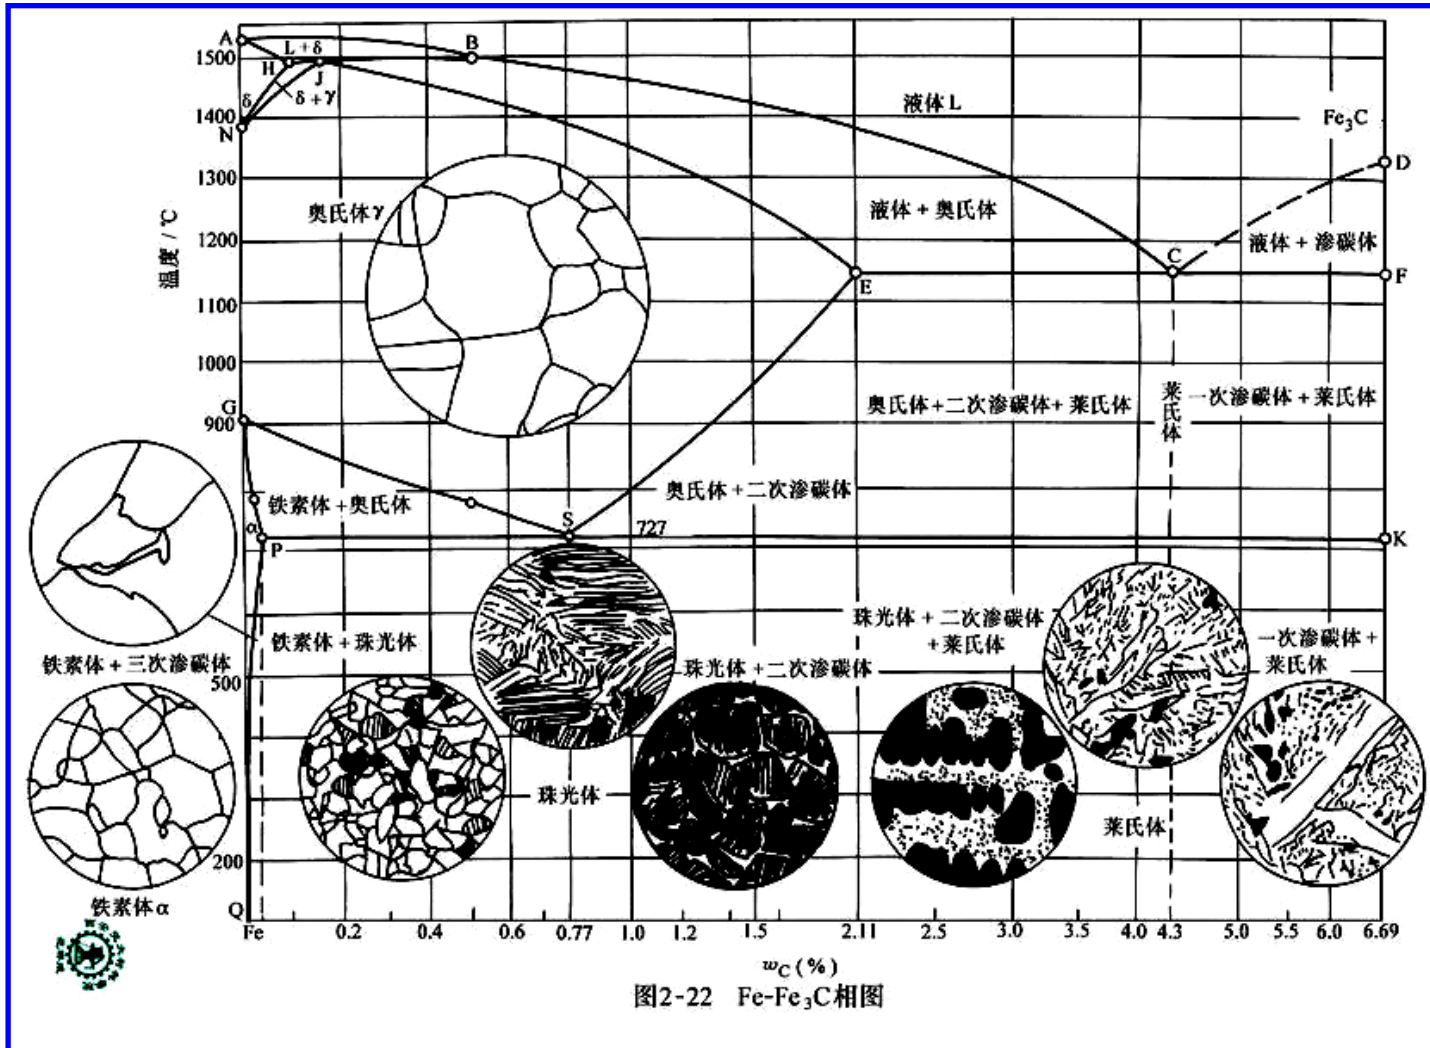 A
B
1500
L + δ
H
J
δ
δ + γ
1400
N
液体 L
Fe₃C
D
1300
奥氏体 γ
液体 + 奥氏体
温度 / ℃
1200
C
液体 + 渗碳体
E
F
1100
1000
G
900
奥氏体 + 二次渗碳体 + 莱氏体
莱氏体
一次渗碳体 + 莱氏体
铁素体 + 奥氏体
奥氏体 + 二次渗碳体
α
P
S
727
K
铁素体 + 三次渗碳体
铁素体 + 珠光体
珠光体 + 二次渗碳体
珠光体 + 二次渗碳体
+ 莱氏体
一次渗碳体 +
莱氏体
500
珠光体
莱氏体
200
铁素体 α
Q
Fe 0.2 0.4 0.6 0.77 1.0 1.2 1.5 2.11 2.5 3.0 3.5 4.0 4.3 5.0 5.5 6.0 6.69
w_C (%)
图2-22 Fe-Fe₃C相图